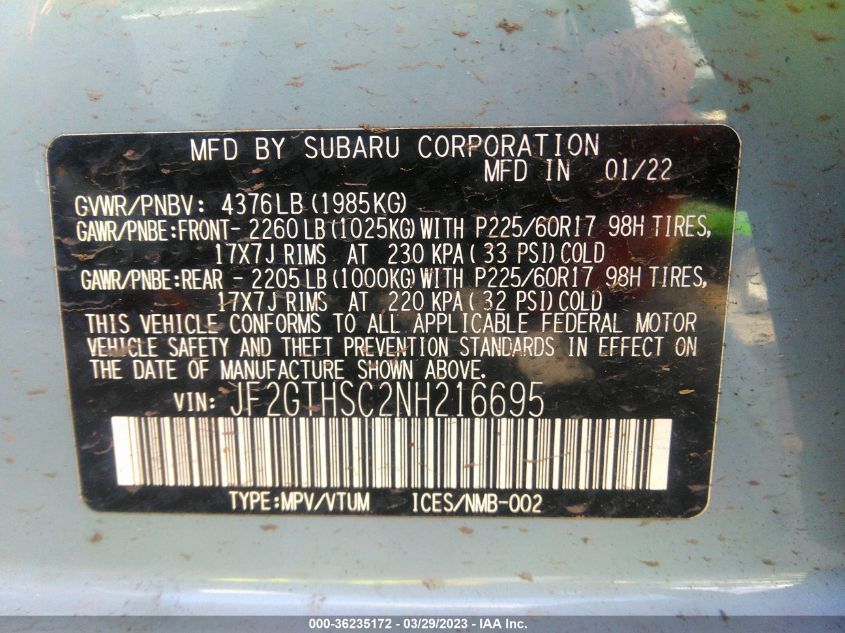 MFD BY SUBARU CORPORATION
MFD IN 01/22
GVWR/PNBV: 4376LB (1985KG)
GAWR/PNBE:FRONT- 2260 LB (1025KG) WITH P225/60R17 98H TIRES,
17X7J RIMS AT 230 KPA ( 33 PSI) COLD
GAWR/PNBE:REAR - 2205 LB (1000KG) WITH P225/60R17 98H TIRES,
17X7J RIMS AT 220 KPA ( 32 PSI) COLD
THIS VEHICLE CONFORMS TO ALL APPLICABLE FEDERAL MOTOR
VEHICLE SAFETY AND THEFT PREVENTION STANDARDS IN EFFECT ON
THE DATE OF MANUFACTURE SHOWN ABOVE.
VIN: JF2GTHSC2NH216695
TYPE:MPV/VTUM ICES/NMB-002
000-36235172 - 03/29/2023 - IAA Inc.